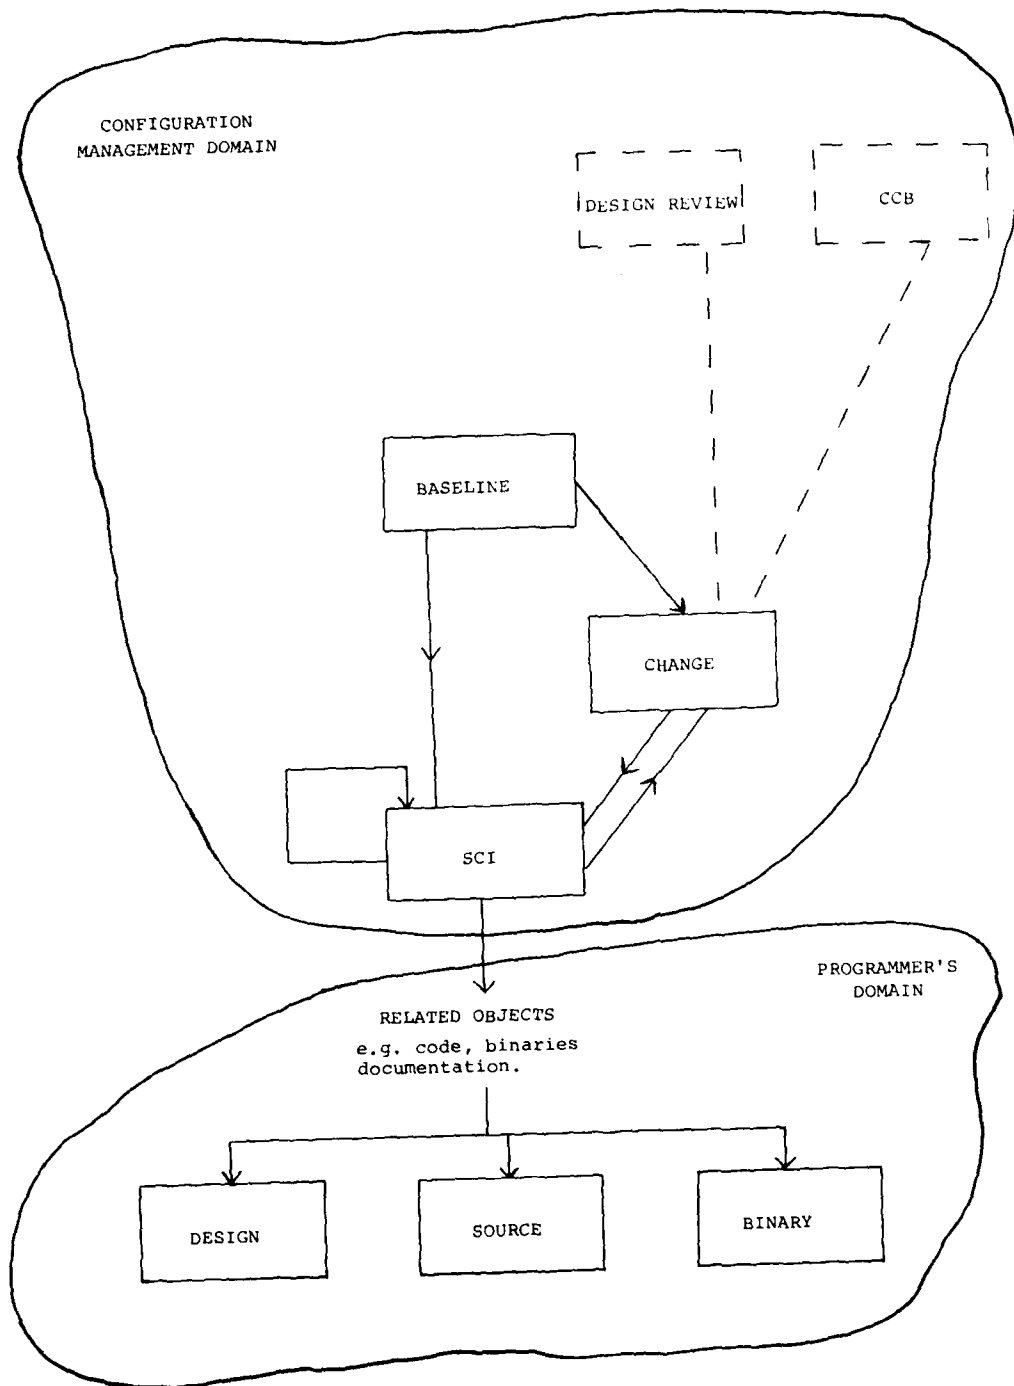 CONFIGURATION
MANAGEMENT DOMAIN
DESIGN REVIEW
CCB
BASELINE
CHANGE
SCI
PROGRAMMER'S
DOMAIN
RELATED OBJECTS
e.g. code, binaries
documentation.
DESIGN
SOURCE
BINARY